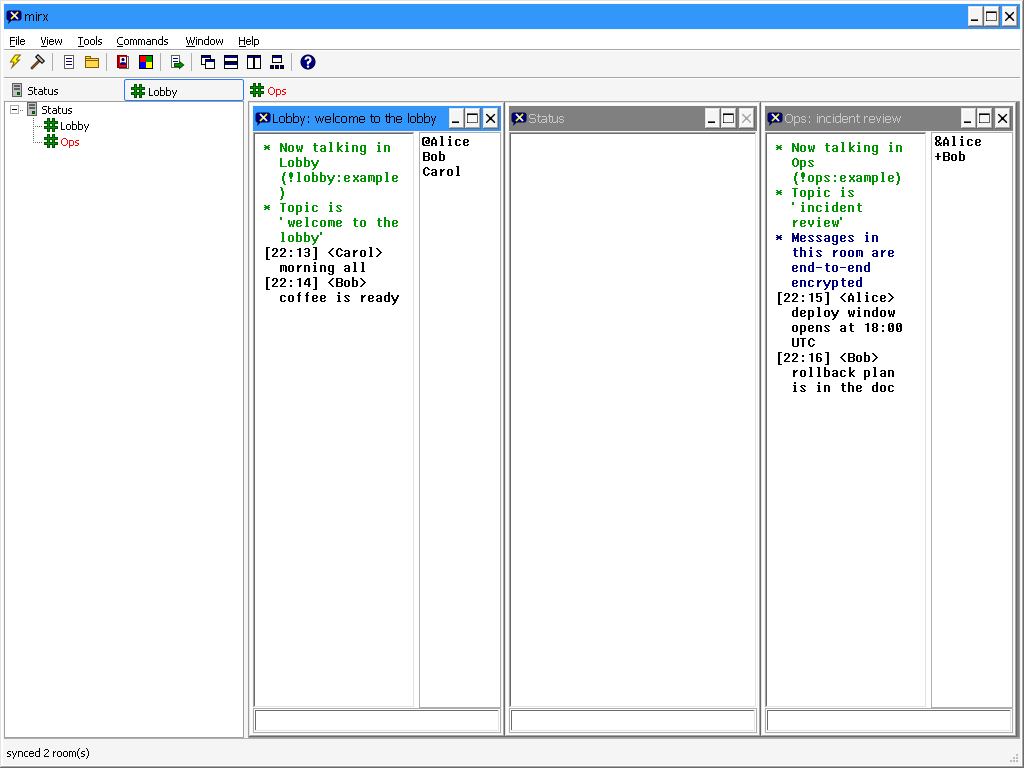 mirx
File View Tools Commands Window Help
Status Lobby Ops
Status
Lobby
Ops
Lobby: welcome to the lobby
* Now talking in
Lobby
(!lobby:example
)
* Topic is
'welcome to the
lobby'
[22:13] <Carol>
morning all
[22:14] <Bob>
coffee is ready
@Alice
Bob
Carol
Status
Ops: incident review
* Now talking in
Ops
(!ops:example)
* Topic is
'incident
review'
* Messages in
this room are
end-to-end
encrypted
[22:15] <Alice>
deploy window
opens at 18:00
UTC
[22:16] <Bob>
rollback plan
is in the doc
&Alice
+Bob
synced 2 room(s)